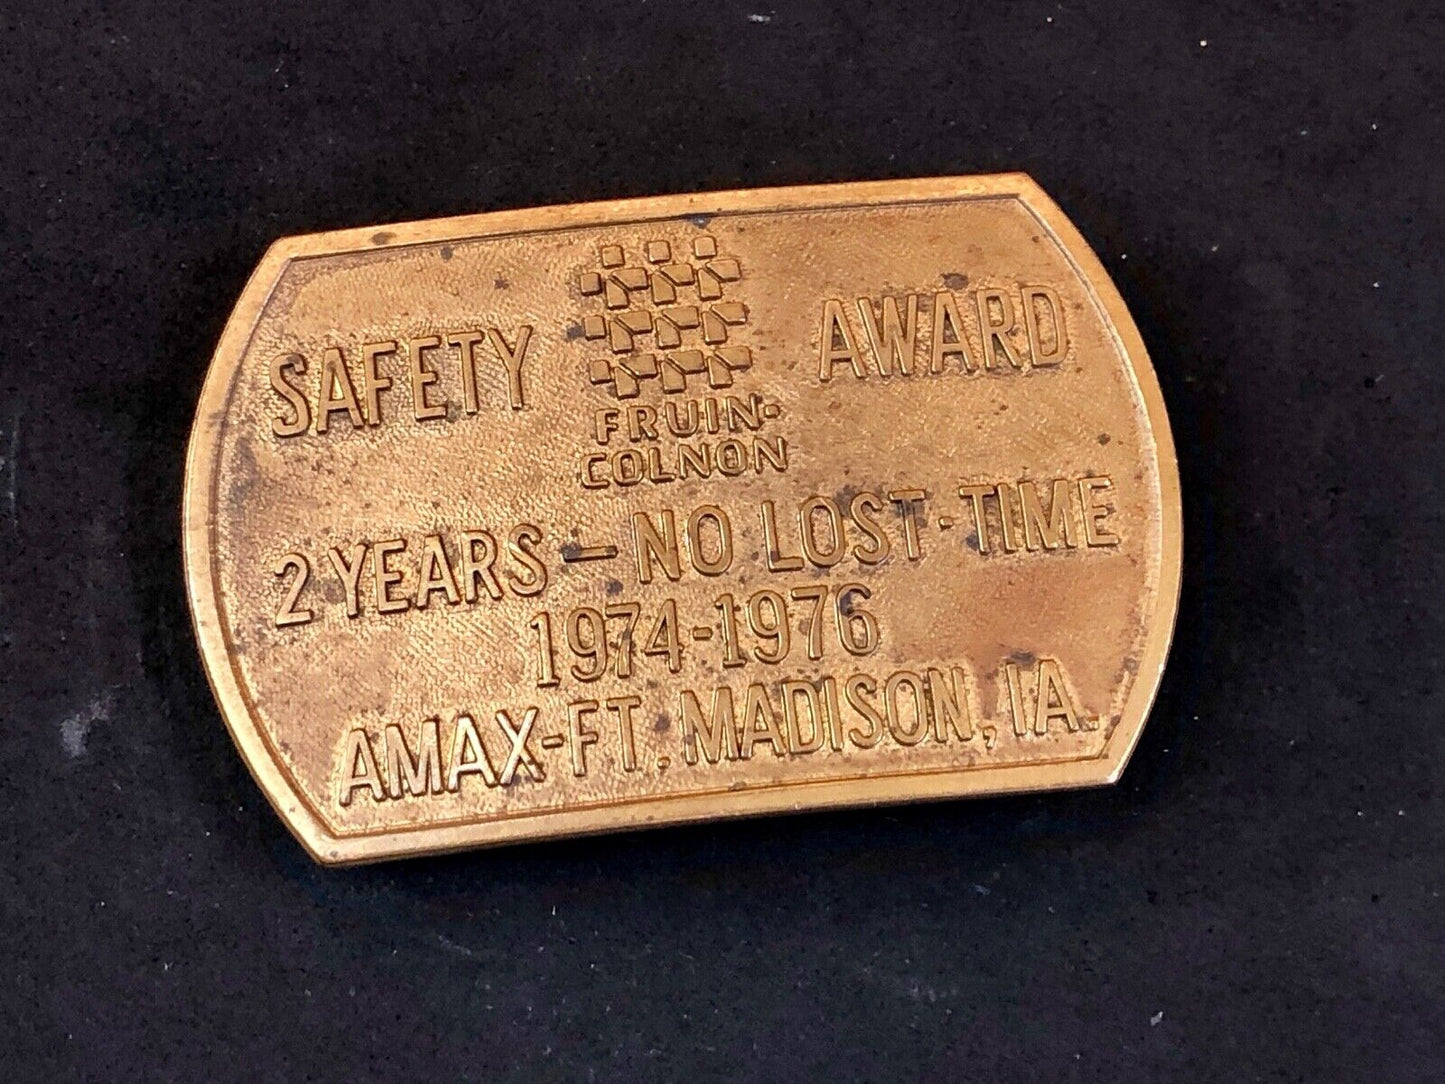 SAFETY AWARD
FRUIN-
COLNON
2 YEARS - NO LOST-TIME
1974-1976
AMAX-FT. MADISON, IA.